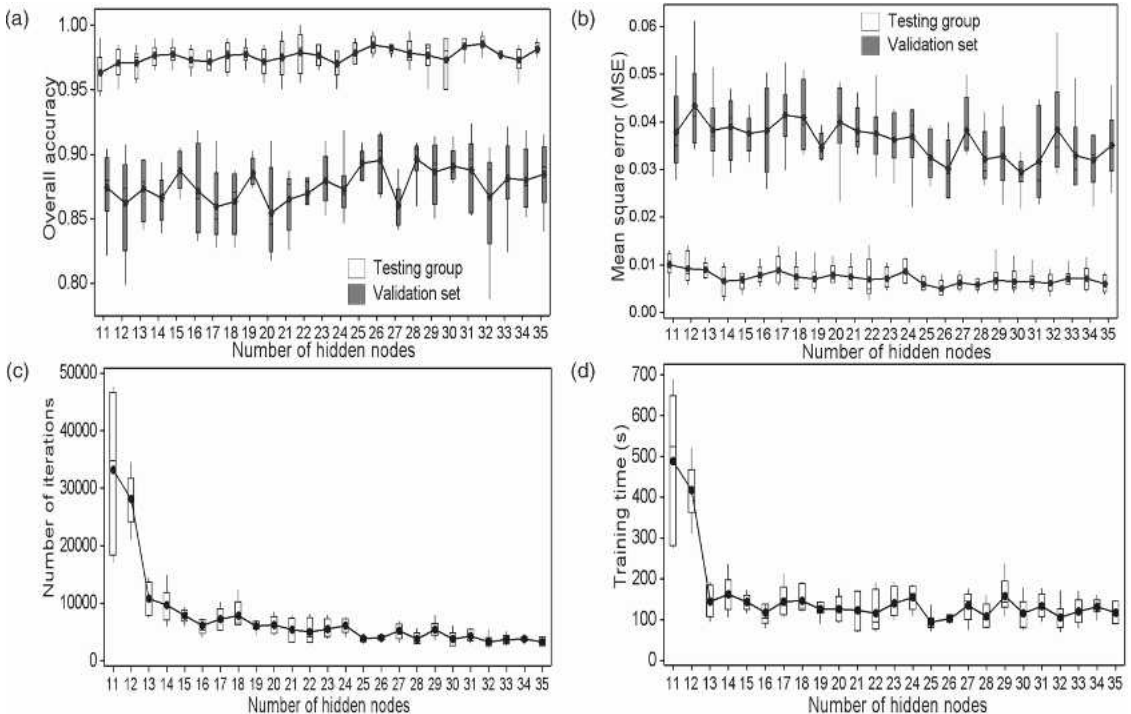 (a)
1.00
0.95
0.90
0.85
0.80
Overall accuracy
Testing group
Validation set
11 12 13 14 15 16 17 18 19 20 21 22 23 24 25 26 27 28 29 30 31 32 33 34 35
Number of hidden nodes
(b)
0.06
0.05
0.04
0.03
0.02
0.01
0.00
Mean square error (MSE)
Testing group
Validation set
11 12 13 14 15 16 17 18 19 20 21 22 23 24 25 26 27 28 29 30 31 32 33 34 35
Number of hidden nodes
(c)
50000
40000
30000
20000
10000
0
Number of iterations
11 12 13 14 15 16 17 18 19 20 21 22 23 24 25 26 27 28 29 30 31 32 33 34 35
Number of hidden nodes
(d)
700
600
500
400
300
200
100
0
Training time (s)
11 12 13 14 15 16 17 18 19 20 21 22 23 24 25 26 27 28 29 30 31 32 33 34 35
Number of hidden nodes